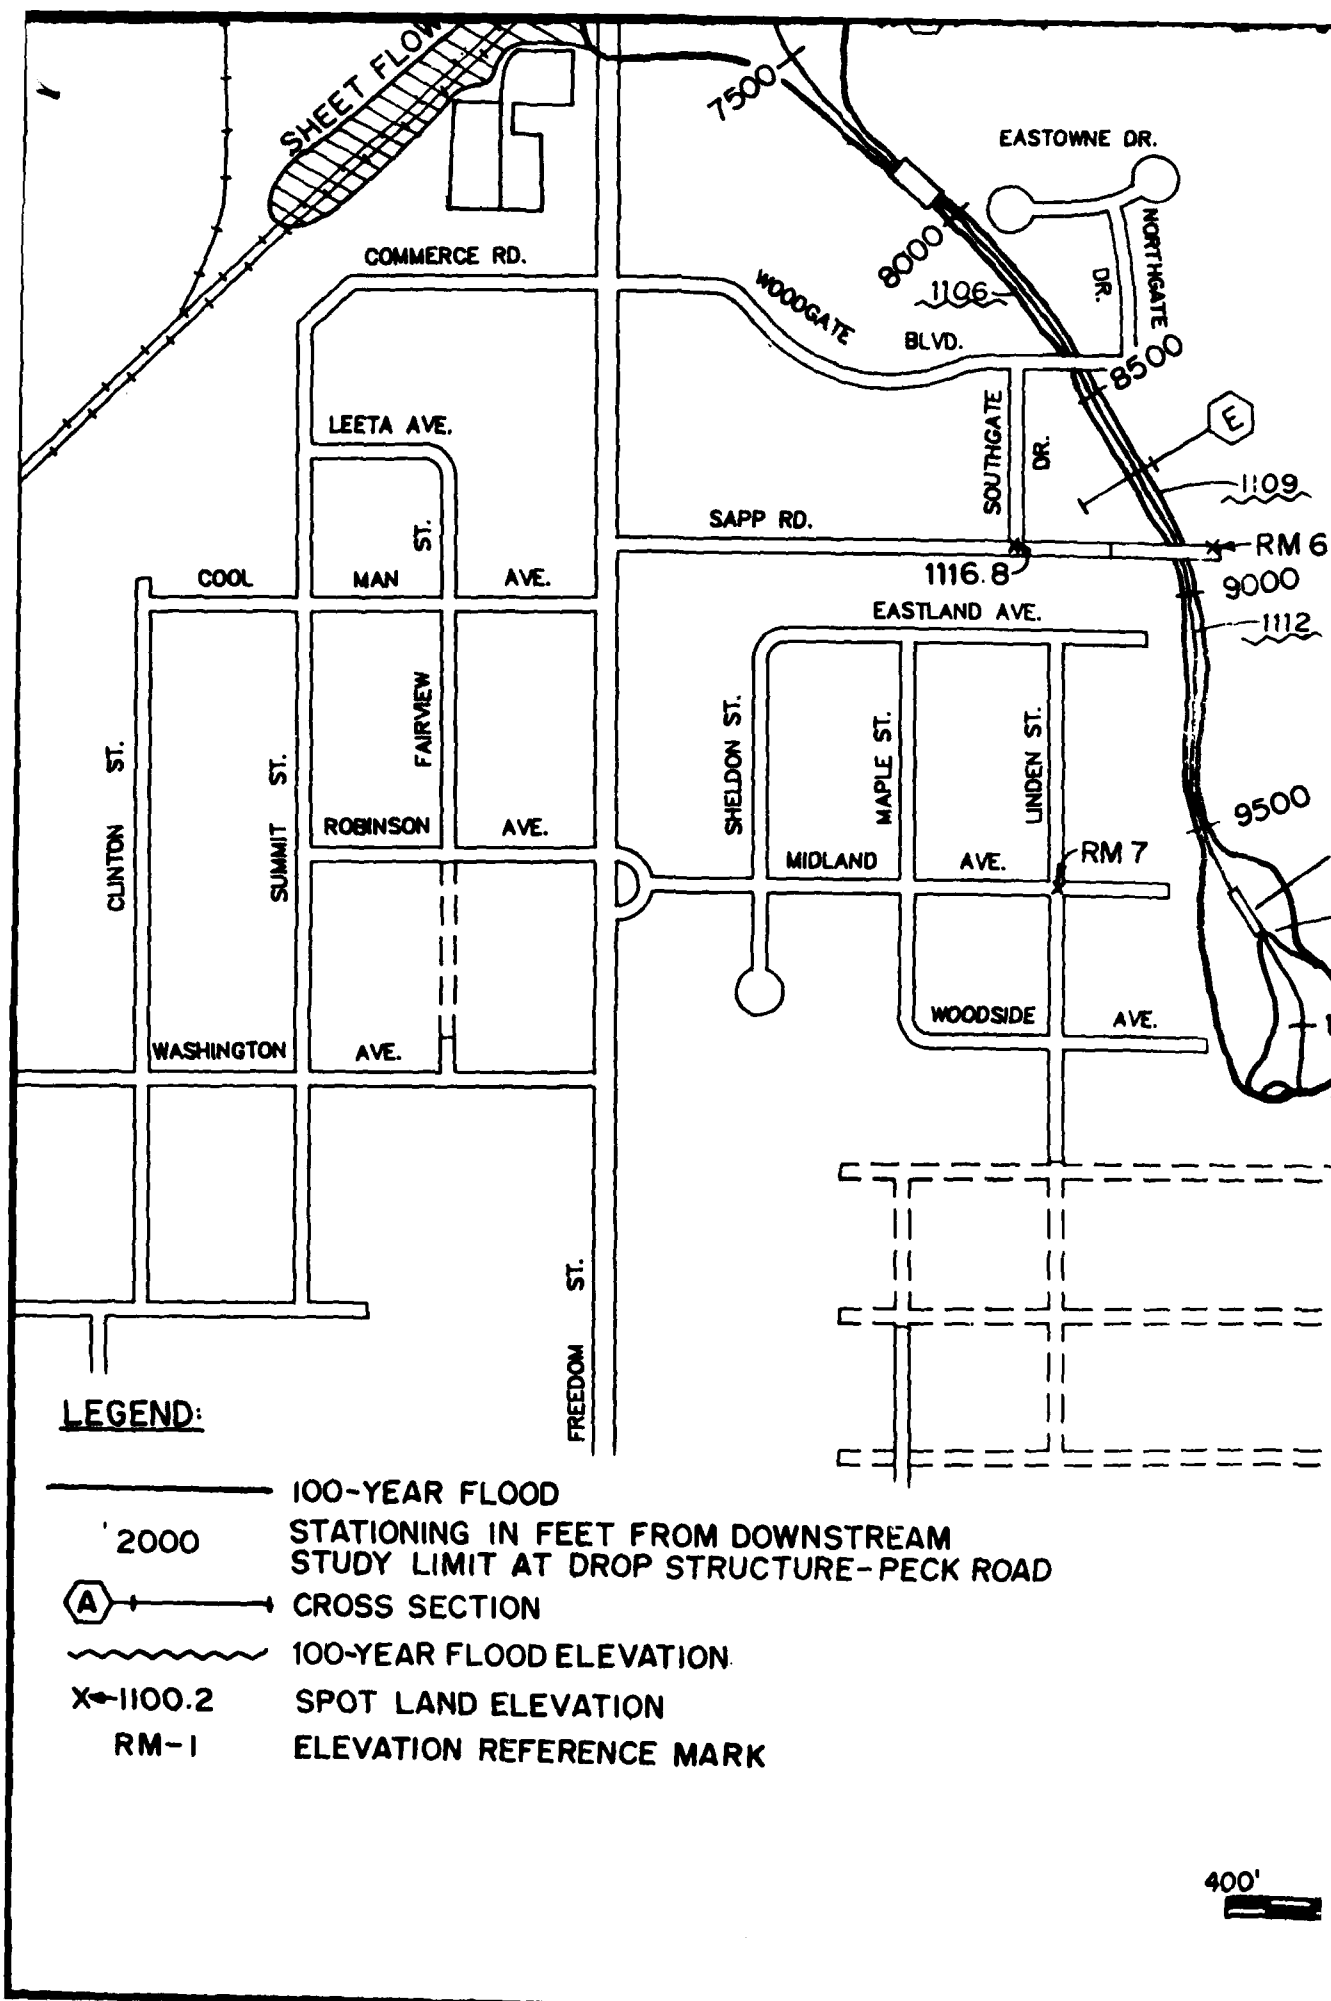 SHEET FLOW
7500
EASTOWNE DR.
8000
NORTHGATE
DR.
COMMERCE RD.
WOODGATE
BLVD.
1106
8500
E
LEETA AVE.
SOUTHGATE
DR.
1109
SAPP RD.
ST.
RM 6
COOL MAN AVE.
1116.8
9000
EASTLAND AVE.
1112
FAIRVIEW
CLINTON ST.
SUMMIT ST.
SHELDON ST.
MAPLE ST.
LINDEN ST.
9500
ROBINSON AVE.
MIDLAND AVE.
RM 7
WOODSIDE AVE.
WASHINGTON AVE.
FREEDOM ST.
LEGEND:
100-YEAR FLOOD
2000 STATIONING IN FEET FROM DOWNSTREAM
STUDY LIMIT AT DROP STRUCTURE-PECK ROAD
A CROSS SECTION
100-YEAR FLOOD ELEVATION
X 1100.2 SPOT LAND ELEVATION
RM-1 ELEVATION REFERENCE MARK
400'